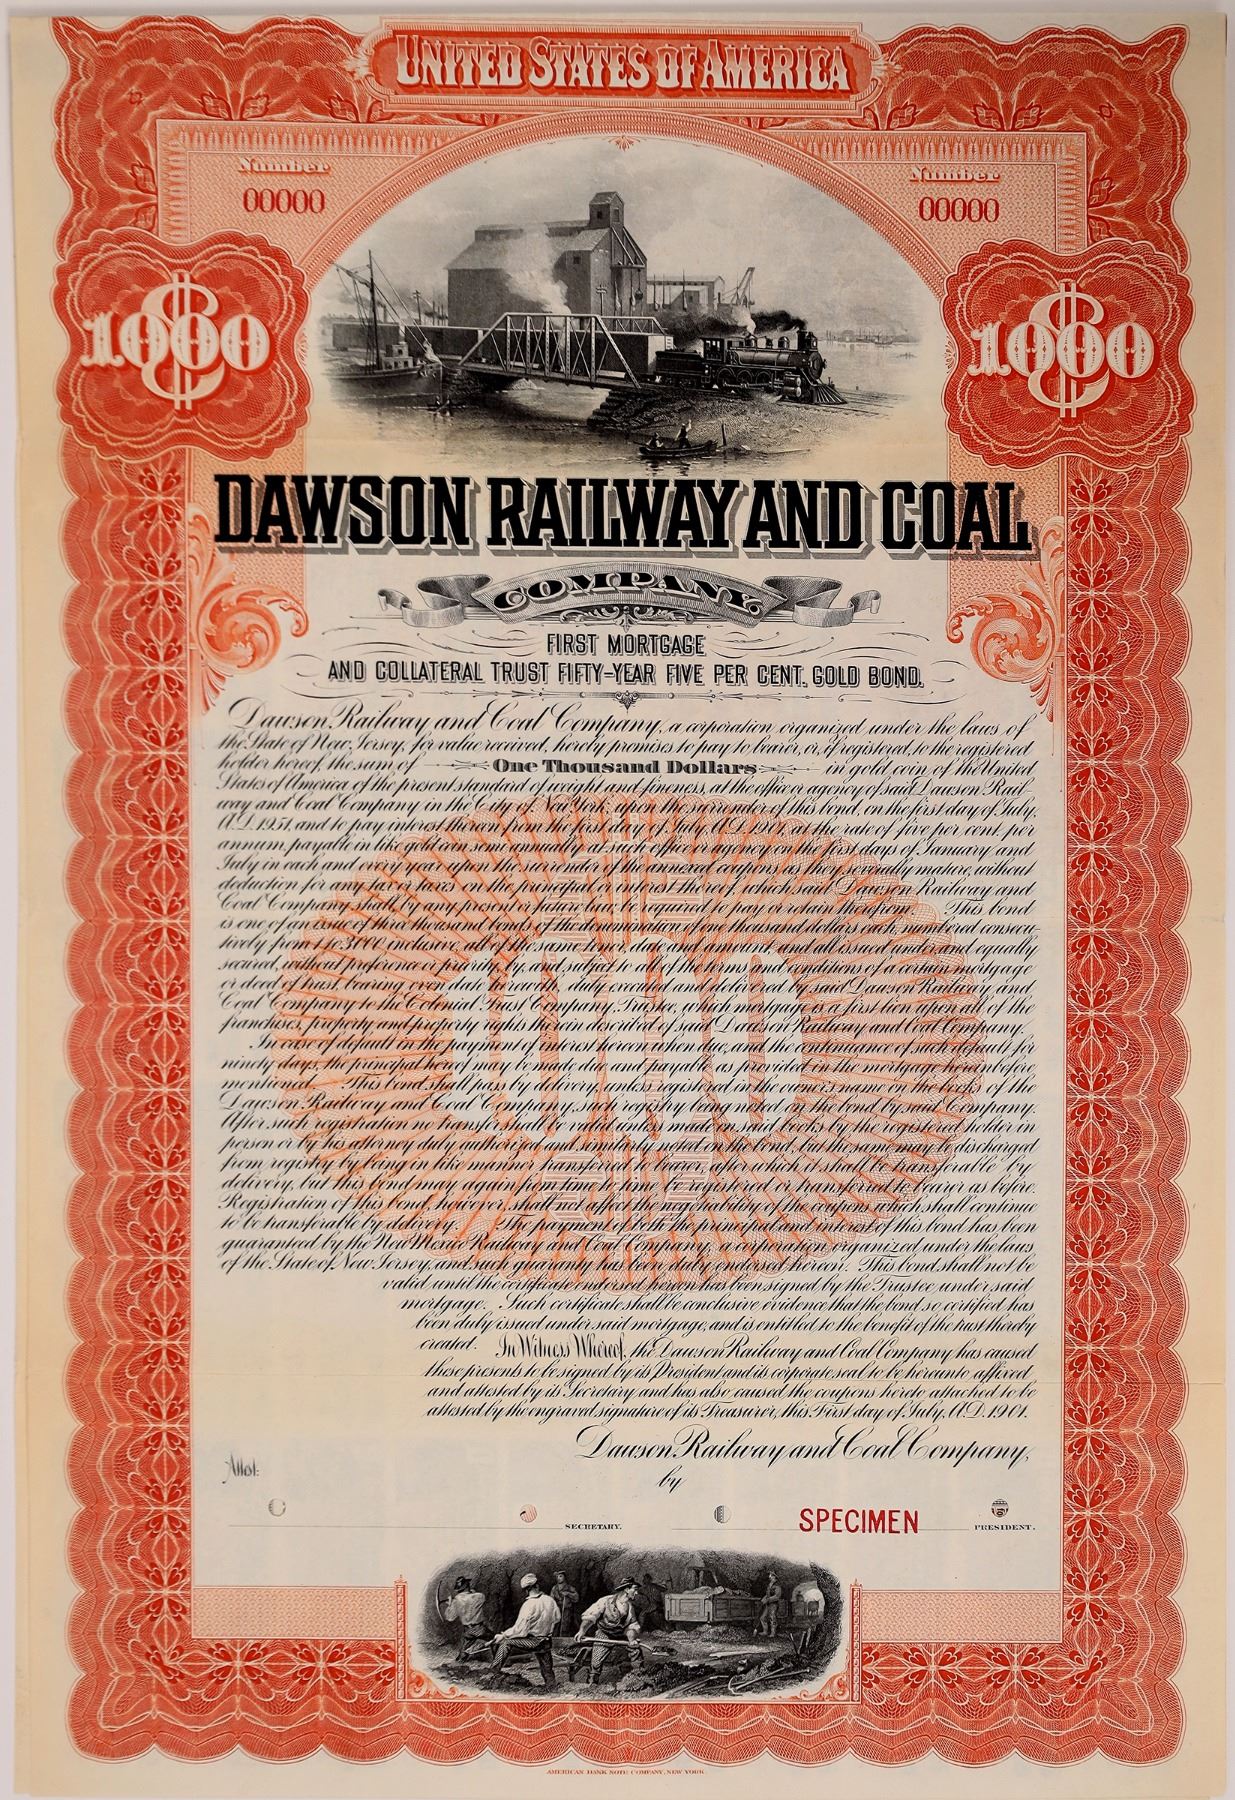 UNITED STATES OF AMERICA
Number
00000
Number
00000
$1000
$1000
DAWSON RAILWAY AND COAL
COMPANY.
FIRST MORTGAGE
AND COLLATERAL TRUST FIFTY-YEAR FIVE PER CENT. GOLD BOND.
Dawson Railway and Coal Company, a corporation organized under the laws of
the State of New Jersey, for value received, hereby promises to pay to bearer, or, if registered, to the registered
holder hereof, the sum of One Thousand Dollars in gold coin of the United
States of America of the present standard of weight and fineness, at the office or agency of said Dawson Rail-
way and Coal Company in the City of New York, upon the surrender of this bond, on the first day of July,
A.D. 1951, and to pay interest thereon from the first day of July, A.D. 1901, at the rate of five per cent. per
annum, payable in like gold coin semi annually at such office or agency on the first days of January and
July in each and every year upon the surrender of the annexed coupons as they severally mature, without
deduction for any tax or taxes on the principal or interest thereof, which said Dawson Railway and
Coal Company shall, by any present or future law, be required to pay or retain therefrom. This bond
is one of an issue of three thousand bonds of the denomination of one thousand dollars each, numbered consecu-
tively from 1 to 3000 inclusive, all of the same tenor, date and amount and all issued under and equally
secured, without preference or priority, by, and subject to all of the terms and conditions of a certain mortgage
or deed of trust, bearing even date herewith, duly executed and delivered by said Dawson Railway and
Coal Company to the Colonial Trust Company, Trustee, which mortgage is a first lien upon all of the
franchises, property and property rights therein described of said Dawson Railway and Coal Company.
In case of default in the payment of interest hereon when due, and the continuance of such default for
ninety days, the principal hereof may be made due and payable as provided in the mortgage hereinbefore
mentioned. This bond shall pass by delivery, unless registered in the owner's name on the books of the
Dawson Railway and Coal Company, such registry being noted on the bond by said Company.
After such registration no transfer shall be valid unless made on said books by the registered holder in
person or by his attorney duly authorized and similarly noted on the bond, but the same may be discharged
from registry by being in like manner transferred to bearer, after which it shall be transferable by
delivery, but this bond may again from time to time be registered or transferred to bearer as before.
Registration of this bond, however, shall not affect the negotiability of the coupons, which shall continue
to be transferable by delivery. The payment of both the principal and interest of this bond has been
guaranteed by the New Mexico Railway and Coal Company, a corporation organized under the laws
of the State of New Jersey, and such guaranty has been duly endorsed hereon. This bond shall not be
valid until the certificate endorsed hereon has been signed by the Trustee under said
mortgage. Such certificate shall be conclusive evidence that the bond so certified has
been duly issued under said mortgage, and is entitled to the benefit of the trust thereby
created. In Witness Whereof, the Dawson Railway and Coal Company has caused
these presents to be signed by its President and its corporate seal to be hereunto affixed
and attested by its Secretary, and has also caused the coupons hereto attached to be
attested by the engraved signature of its Treasurer, this First day of July, A.D. 1901.
Dawson Railway and Coal Company,
Attest:
by
SECRETARY.
SPECIMEN
PRESIDENT.
AMERICAN BANK NOTE COMPANY, NEW YORK.